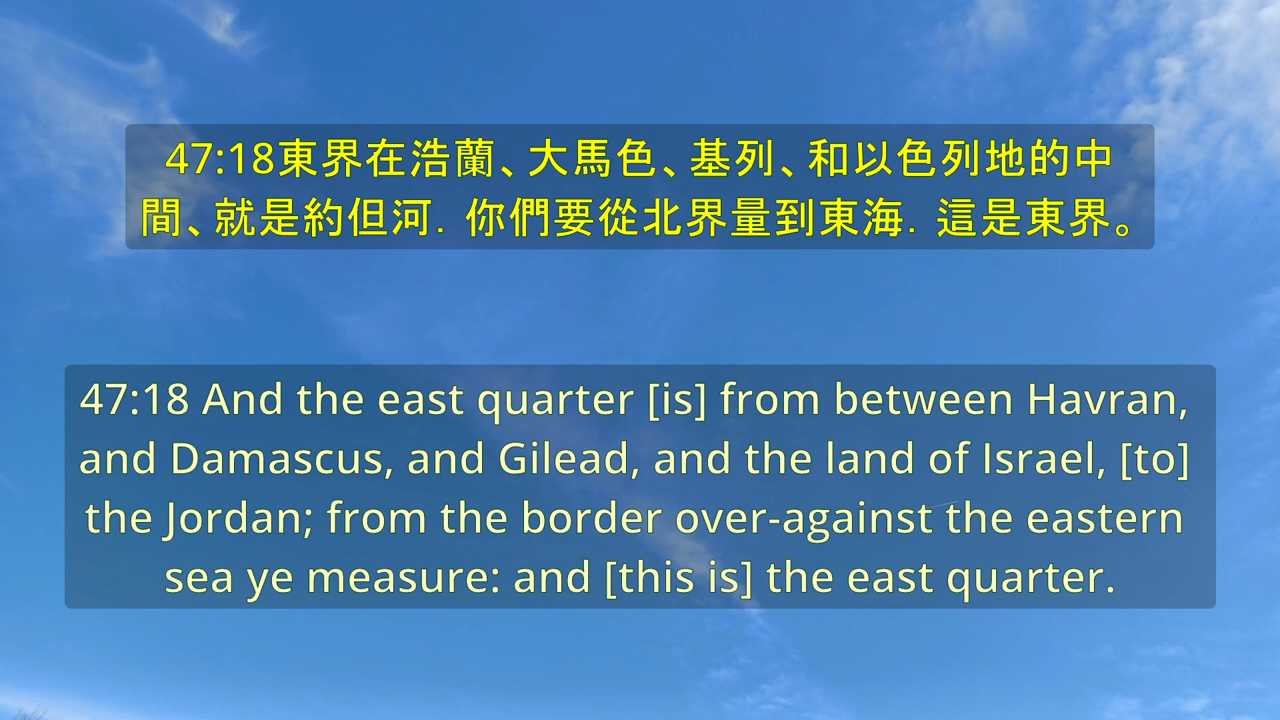 47:18東界在浩蘭、大馬色、基列、和以色列地的中
間、就是約但河．你們要從北界量到東海．這是東界。
47:18 And the east quarter [is] from between Havran,
and Damascus, and Gilead, and the land of Israel, [to]
the Jordan; from the border over-against the eastern
sea ye measure: and [this is] the east quarter.